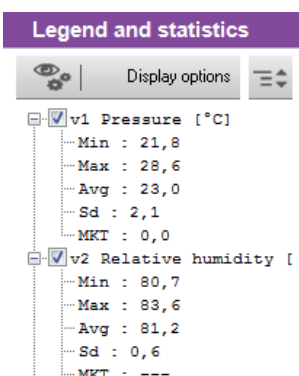 Legend and statistics
Display options
v1 Pressure [°C]
Min : 21,8
Max : 28,6
Avg : 23,0
Sd : 2,1
MKT : 0,0
v2 Relative humidity [
Min : 80,7
Max : 83,6
Avg : 81,2
Sd : 0,6
MKT : ---